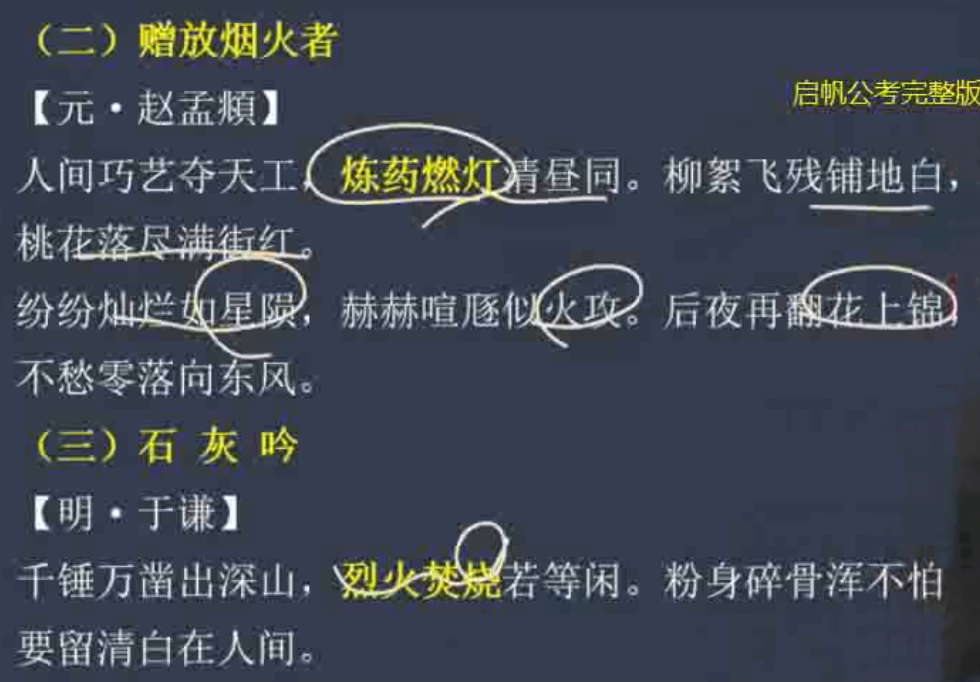 （二）赠放烟火者
【元·赵孟頫】
启帆公考完整版
人间巧艺夺天工，炼药燃灯清昼同。柳絮飞残铺地白，
桃花落尽满街红。
纷纷灿烂如星陨，赫赫喧豗似火攻。后夜再翻花上锦，
不愁零落向东风。
（三）石 灰 吟
【明·于谦】
千锤万凿出深山，烈火焚烧若等闲。粉身碎骨浑不怕
要留清白在人间。